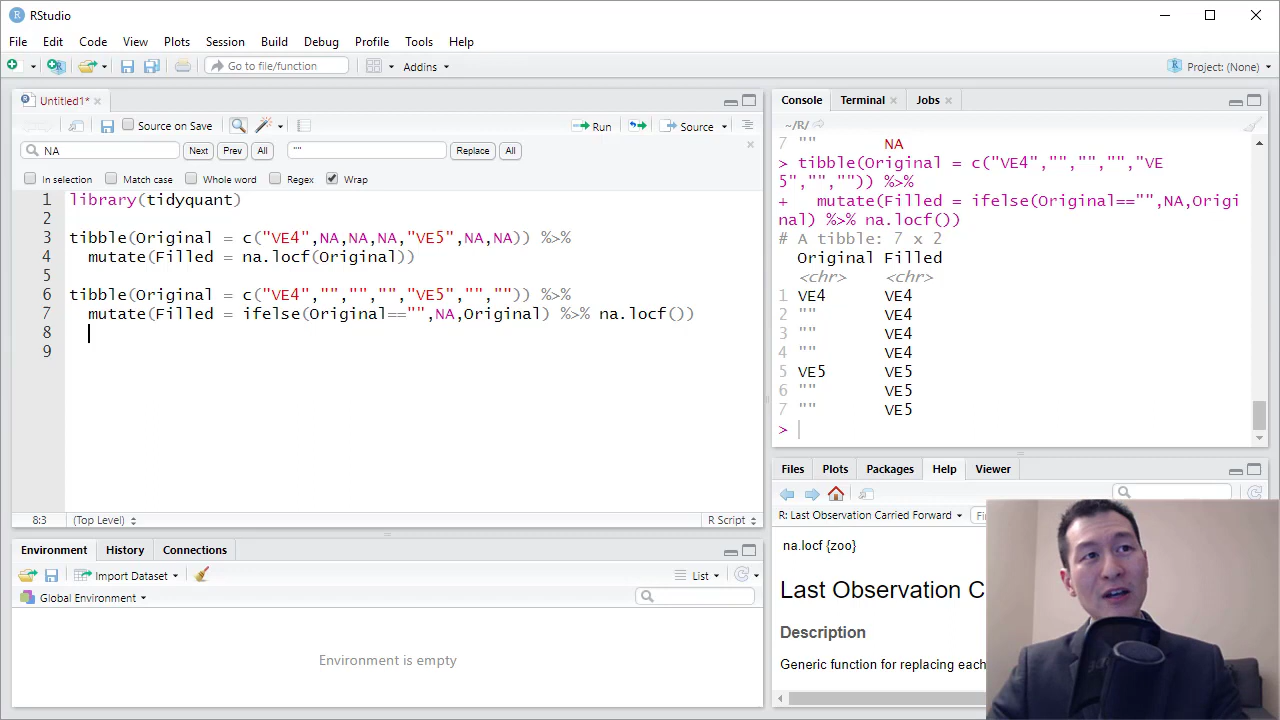 RStudio
File Edit Code View Plots Session Build Debug Profile Tools Help
Go to file/function Addins Project: (None)
Untitled1*
Source on Save Run Source
NA Next Prev All "" Replace All
In selection Match case Whole word Regex Wrap
1 library(tidyquant)
2
3 tibble(Original = c("VE4",NA,NA,NA,"VE5",NA,NA)) %>%
4 mutate(Filled = na.locf(Original))
5
6 tibble(Original = c("VE4","","","","VE5","","")) %>%
7 mutate(Filled = ifelse(Original=="",NA,Original) %>% na.locf())
8
9
8:3 (Top Level) R Script
Environment History Connections
Import Dataset List
Global Environment
Environment is empty
Console Terminal Jobs
~/R/
7 "" NA
> tibble(Original = c("VE4","","","","VE
5","","")) %>%
+ mutate(Filled = ifelse(Original=="",NA,Origi
nal) %>% na.locf())
# A tibble: 7 x 2
Original Filled
<chr> <chr>
1 VE4 VE4
2 "" VE4
3 "" VE4
4 "" VE4
5 VE5 VE5
6 "" VE5
7 "" VE5
>
Files Plots Packages Help Viewer
R: Last Observation Carried Forward Fi
na.locf {zoo}
Last Observation C
Description
Generic function for replacing each